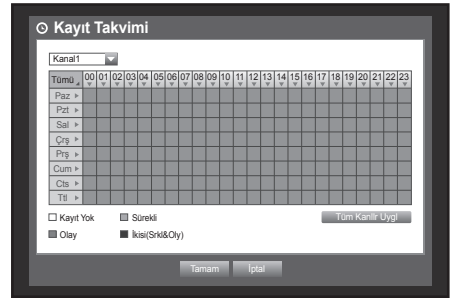 Kayıt Takvimi
Kanal1
Tümü 00 01 02 03 04 05 06 07 08 09 10 11 12 13 14 15 16 17 18 19 20 21 22 23
Paz
Pzt
Sal
Çrş
Prş
Cum
Cts
Ttl
Kayıt Yok Sürekli Tüm Kanllr Uygl
Olay İkisi(Srkl&Oly)
Tamam İptal